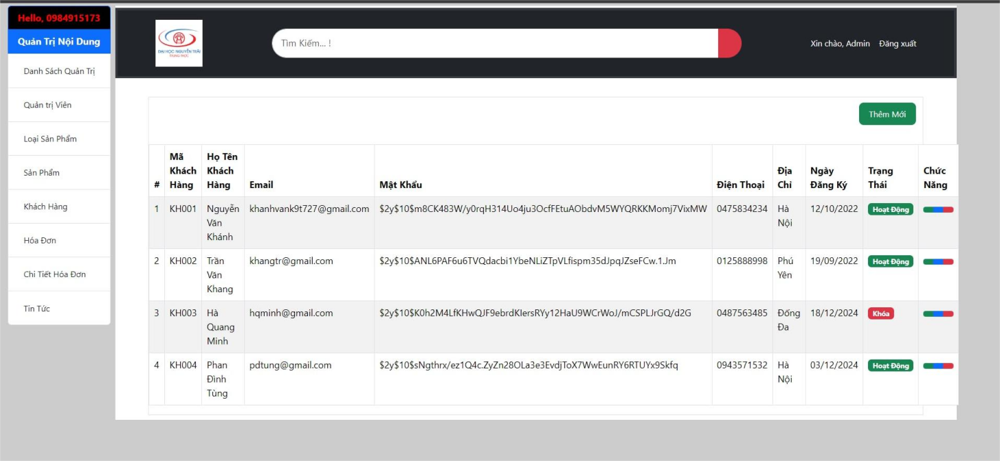 Hello, 0984915173
Quản Trị Nội Dung
Danh Sách Quản Trị
Quản trị Viên
Loại Sản Phẩm
Sản Phẩm
Khách Hàng
Hóa Đơn
Chi Tiết Hóa Đơn
Tin Tức
ĐẠI HỌC NGUYỄN TRÃI
Tìm Kiếm... !
Xin chào, Admin Đăng xuất
Thêm Mới
# Mã Khách Hàng Họ Tên Khách Hàng Email Mật Khẩu Điện Thoại Địa Chỉ Ngày Đăng Ký Trạng Thái Chức Năng
1 KH001 Nguyễn Văn Khánh khanhvank9t727@gmail.com $2y$10$m8CK483W/y0rqH314Uo4ju3OcfFEtuAObdvM5WYQRKKMomj7VixMW 0475834234 Hà Nội 12/10/2022 Hoạt Động
2 KH002 Trần Văn Khang khangtr@gmail.com $2y$10$ANL6PAF6u6TVQdacbi1YbeNLiZTpVLfispm35dJpqJZseFCw.1.Jm 0125888998 Phú Yên 19/09/2022 Hoạt Động
3 KH003 Hà Quang Minh hqminh@gmail.com $2y$10$K0h2M4LfKHwQJF9ebrdKIersRYy12HaU9WCrWoJ/mCSPLJrGQ/d2G 0487563485 Đống Đa 18/12/2024 Khóa
4 KH004 Phan Đình Tùng pdtung@gmail.com $2y$10$sNgthrx/ez1Q4c.ZyZn28OLa3e3EvdjToX7WwEunRY6RTUYx9Skfq 0943571532 Hà Nội 03/12/2024 Hoạt Động